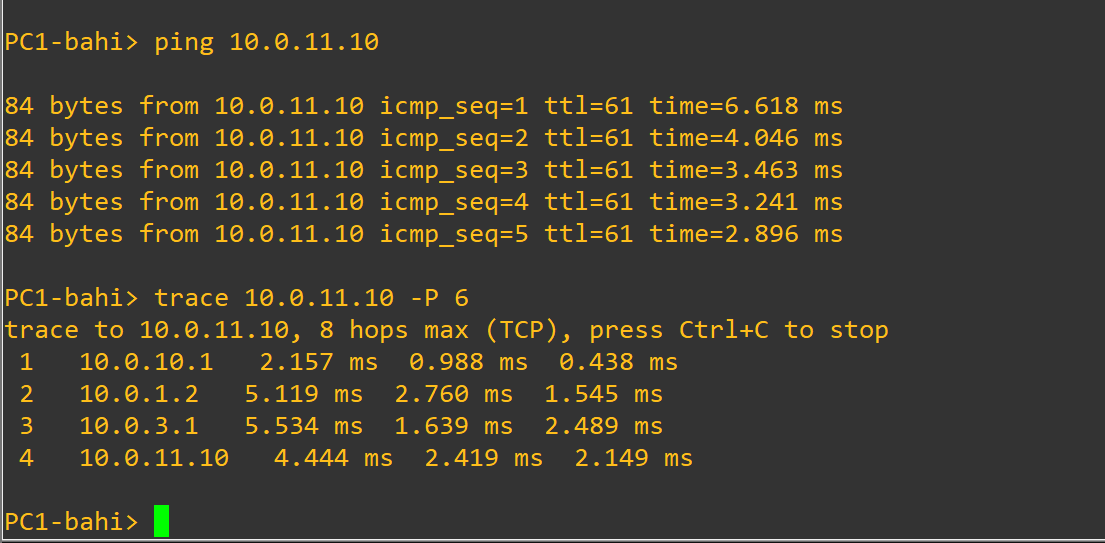 PC1-bahi> ping 10.0.11.10
84 bytes from 10.0.11.10 icmp_seq=1 ttl=61 time=6.618 ms
84 bytes from 10.0.11.10 icmp_seq=2 ttl=61 time=4.046 ms
84 bytes from 10.0.11.10 icmp_seq=3 ttl=61 time=3.463 ms
84 bytes from 10.0.11.10 icmp_seq=4 ttl=61 time=3.241 ms
84 bytes from 10.0.11.10 icmp_seq=5 ttl=61 time=2.896 ms
PC1-bahi> trace 10.0.11.10 -P 6
trace to 10.0.11.10, 8 hops max (TCP), press Ctrl+C to stop
 1   10.0.10.1   2.157 ms  0.988 ms  0.438 ms
 2   10.0.1.2   5.119 ms  2.760 ms  1.545 ms
 3   10.0.3.1   5.534 ms  1.639 ms  2.489 ms
 4   10.0.11.10   4.444 ms  2.419 ms  2.149 ms
PC1-bahi>